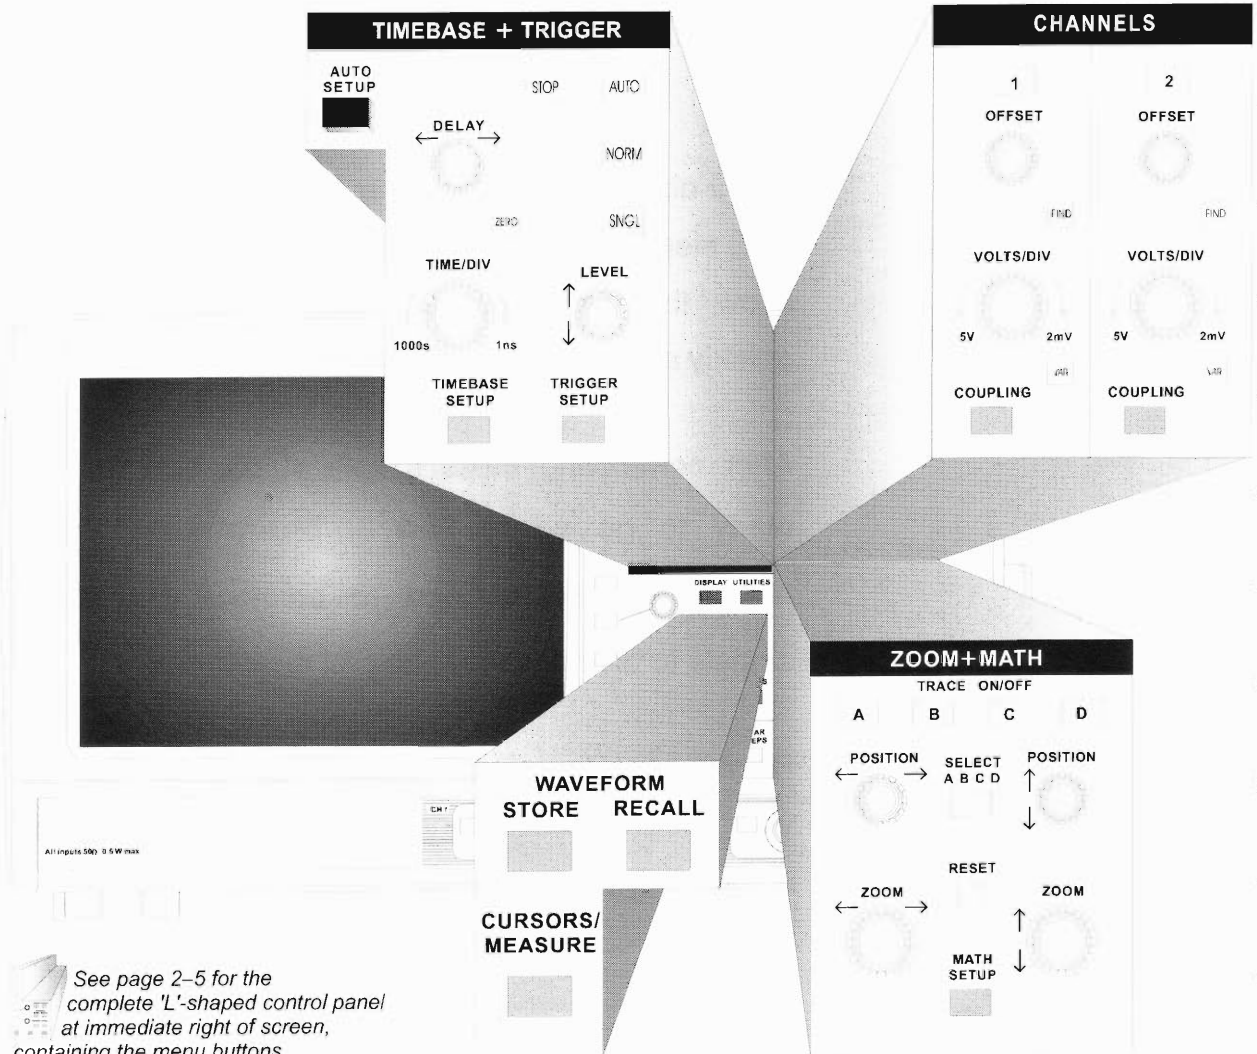 TIMEBASE + TRIGGER
AUTO
SETUP
STOP
AUTO
DELAY
NORM
ZERO
SNGL
TIME/DIV
LEVEL
1000s
1ns
TIMEBASE
SETUP
TRIGGER
SETUP
CHANNELS
1
2
OFFSET
OFFSET
FIND
FIND
VOLTS/DIV
VOLTS/DIV
5V
2mV
5V
2mV
VAR
VAR
COUPLING
COUPLING
DISPLAY UTILITIES
ZOOM+MATH
TRACE ON/OFF
A B C D
POSITION
SELECT
A B C D
POSITION
RESET
ZOOM
ZOOM
MATH
SETUP
WAVEFORM
STORE RECALL
CURSORS/
MEASURE
All inputs 50Ω 0.5W max
See page 2–5 for the
complete 'L'-shaped control panel
at immediate right of screen,
containing the menu buttons